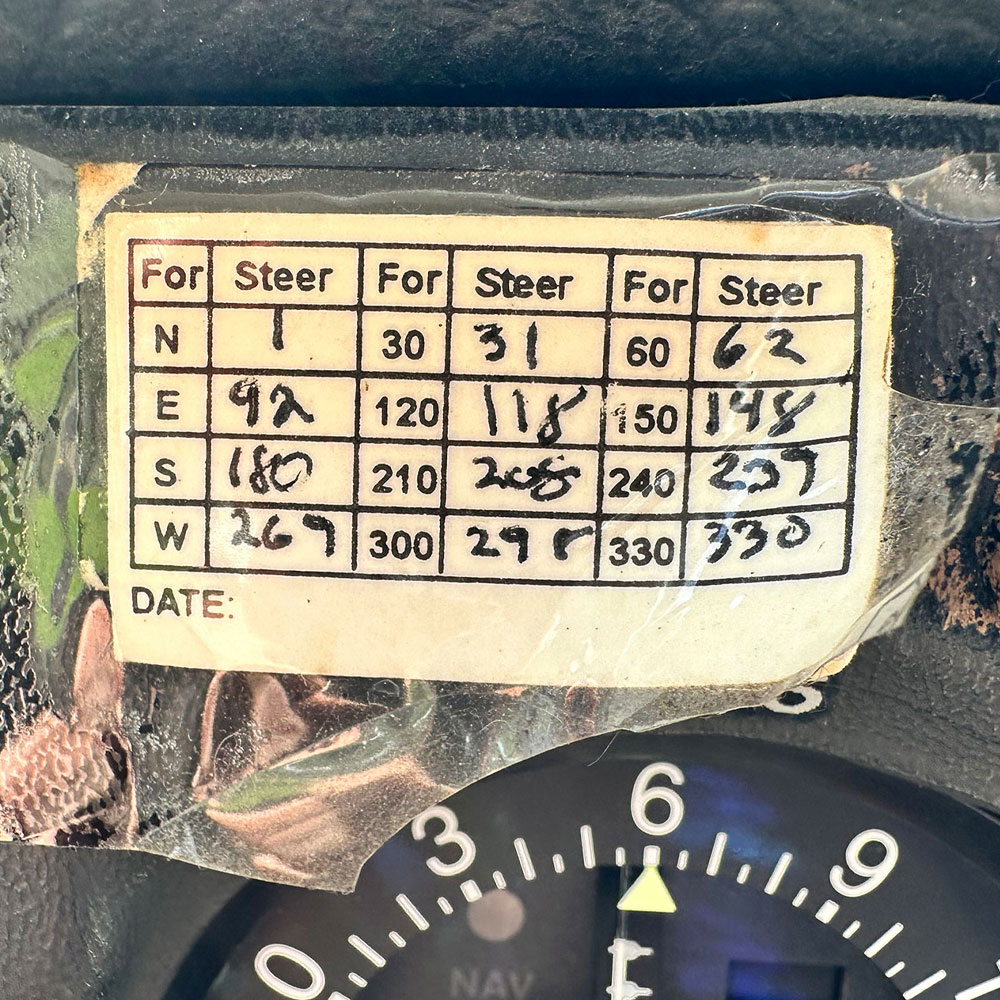 For Steer For Steer For Steer
N 1 30 31 60 62
E 92 120 118 150 148
S 180 210 208 240 237
W 267 300 298 330 330
DATE:
0 3 6 9
NAV